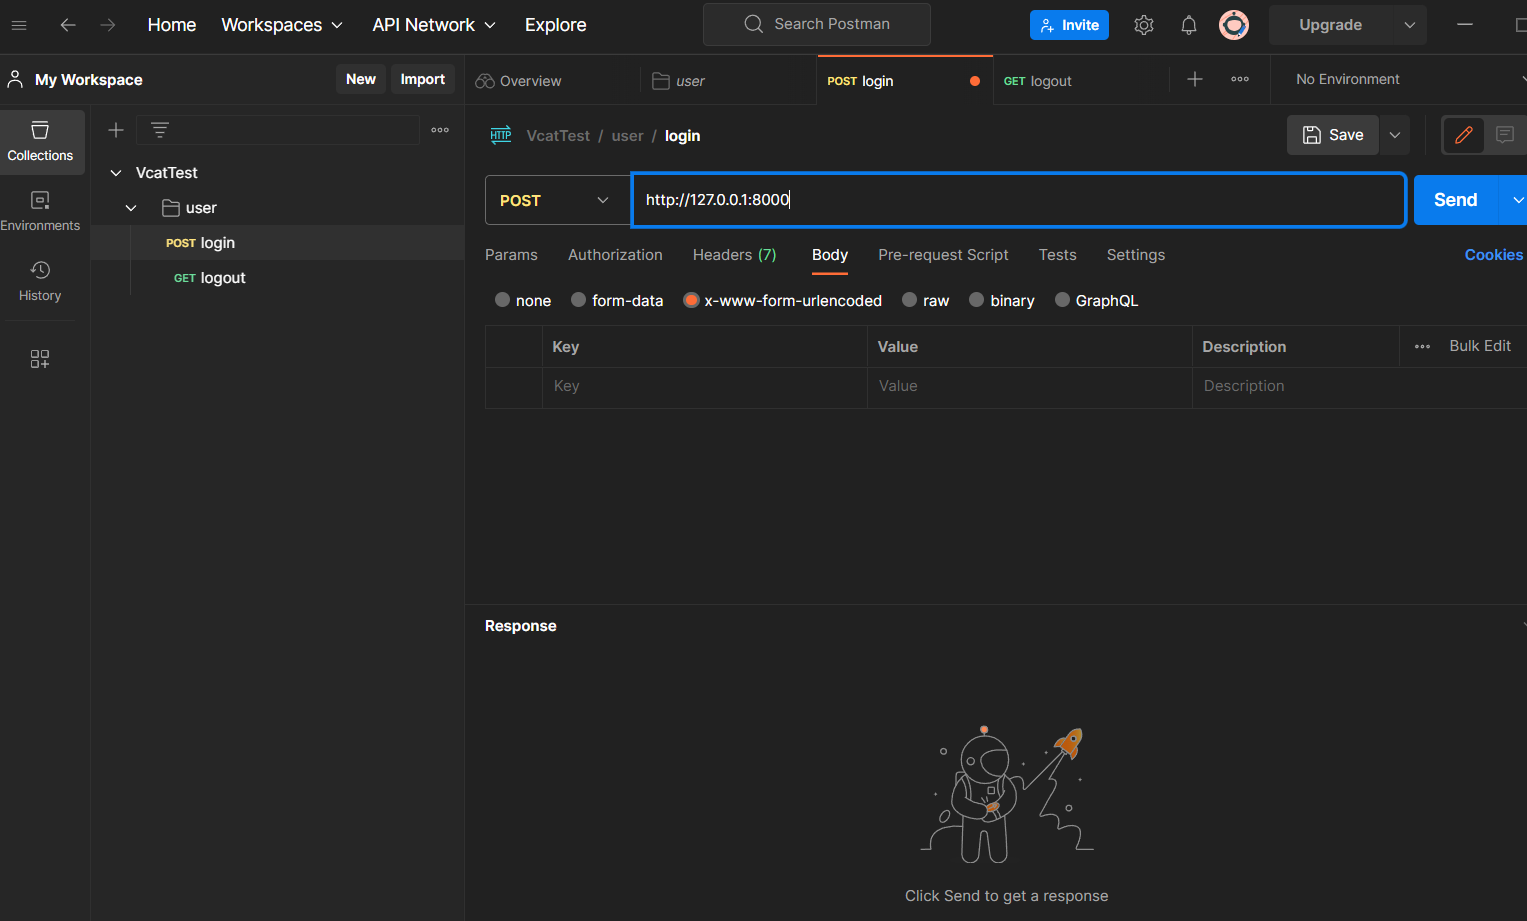 Home Workspaces API Network Explore Search Postman Invite Upgrade
My Workspace New Import Overview user POST login GET logout No Environment
Collections
Environments
History
VcatTest
user
POST login
GET logout
HTTP VcatTest / user / login Save
POST http://127.0.0.1:8000 Send
Params Authorization Headers (7) Body Pre-request Script Tests Settings Cookies
none form-data x-www-form-urlencoded raw binary GraphQL
Key Value Description Bulk Edit
Key Value Description
Response
Click Send to get a response